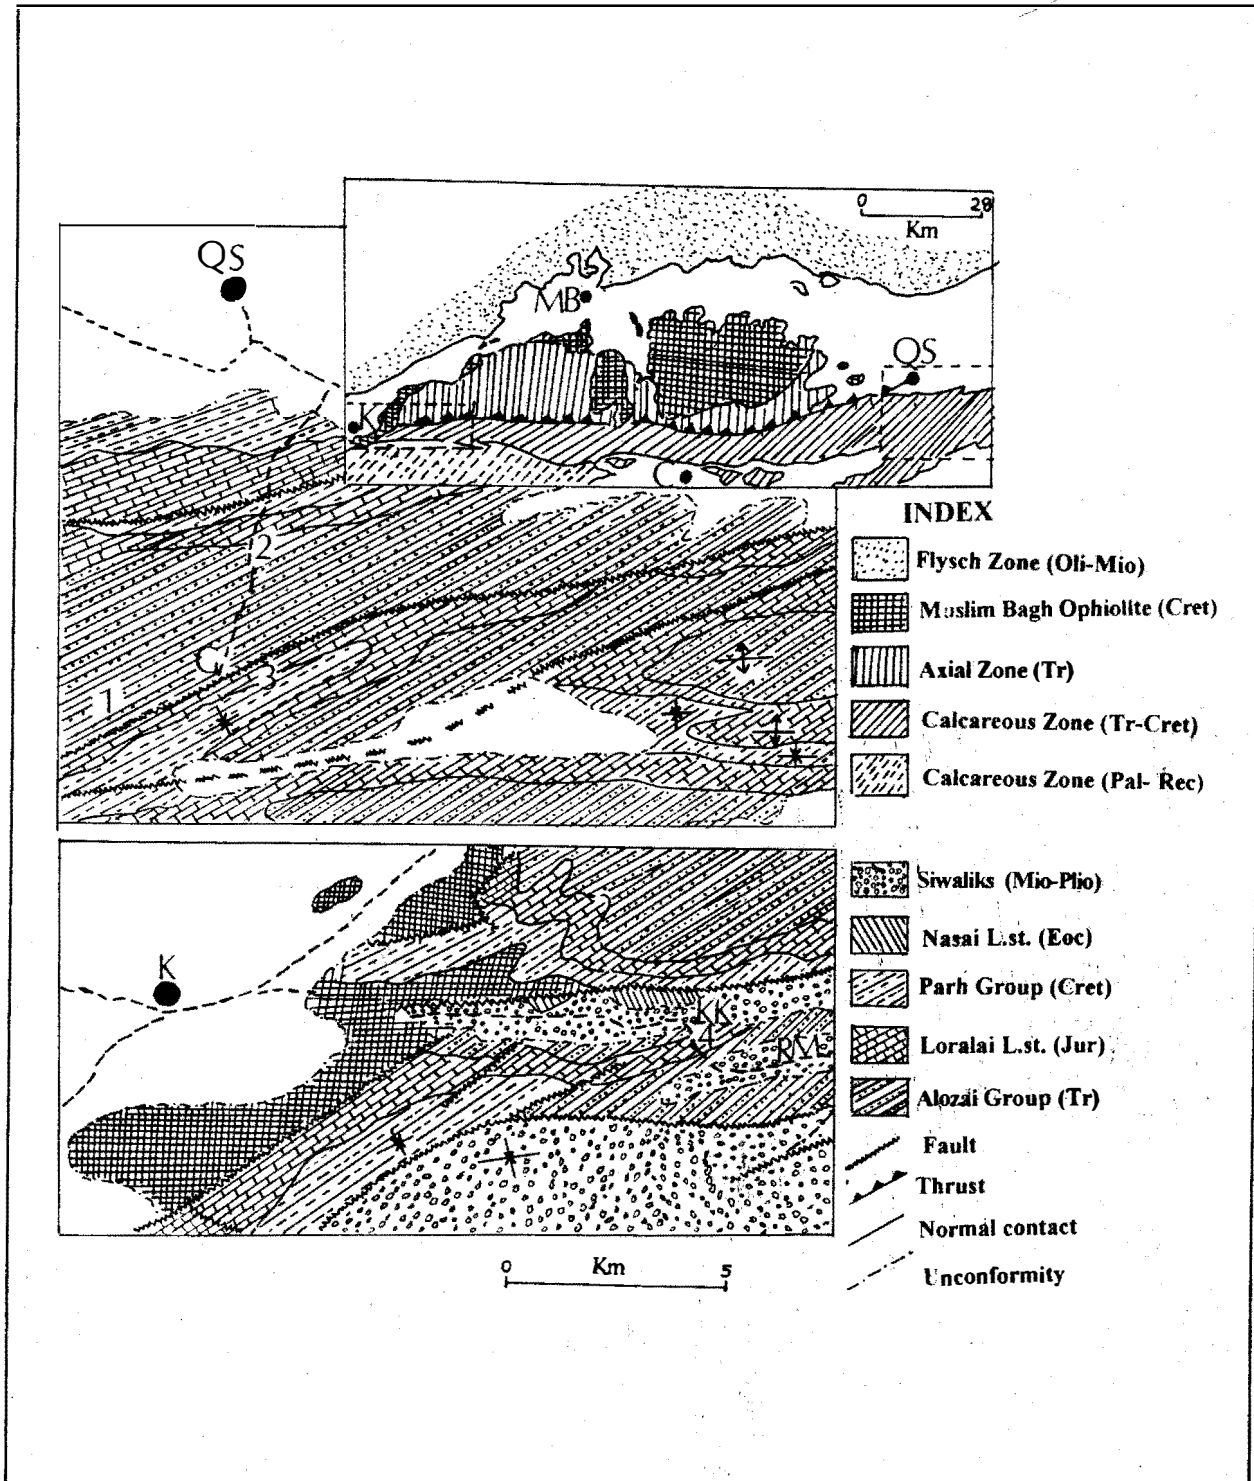 QS
0 28
Km
MB
QS
K
C
INDEX
Flysch Zone (Oli-Mio)
Muslim Bagh Ophiolite (Cret)
Axial Zone (Tr)
Calcareous Zone (Tr-Cret)
Calcareous Zone (Pal- Rec)
2
G
3
1
Siwaliks (Mio-Plio)
Nasai L.st. (Eoc)
Parh Group (Cret)
Loralai L.st. (Jur)
Alozai Group (Tr)
Fault
Thrust
Normal contact
Unconformity
K
KK
4
RM
0 Km 5